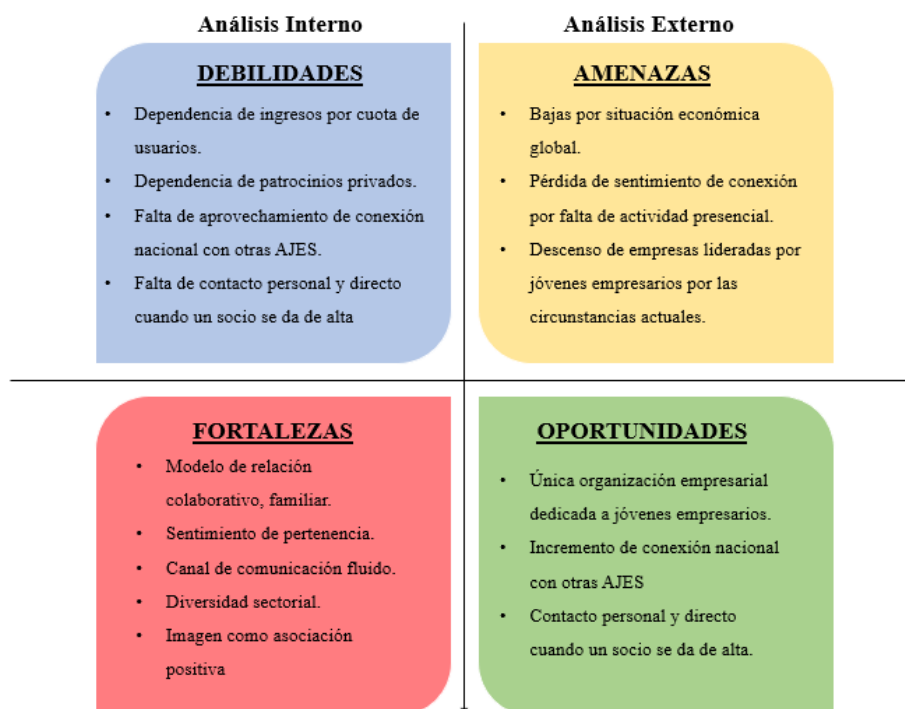 Análisis Interno
DEBILIDADES
• Dependencia de ingresos por cuota de
usuarios.
• Dependencia de patrocinios privados.
• Falta de aprovechamiento de conexión
nacional con otras AJES.
• Falta de contacto personal y directo
cuando un socio se da de alta
Análisis Externo
AMENAZAS
• Bajas por situación económica
global.
• Pérdida de sentimiento de conexión
por falta de actividad presencial.
• Descenso de empresas lideradas por
jóvenes empresarios por las
circunstancias actuales.
FORTALEZAS
• Modelo de relación
colaborativo, familiar.
• Sentimiento de pertenencia.
• Canal de comunicación fluido.
• Diversidad sectorial.
• Imagen como asociación
positiva
OPORTUNIDADES
• Única organización empresarial
dedicada a jóvenes empresarios.
• Incremento de conexión nacional
con otras AJES
• Contacto personal y directo
cuando un socio se da de alta.